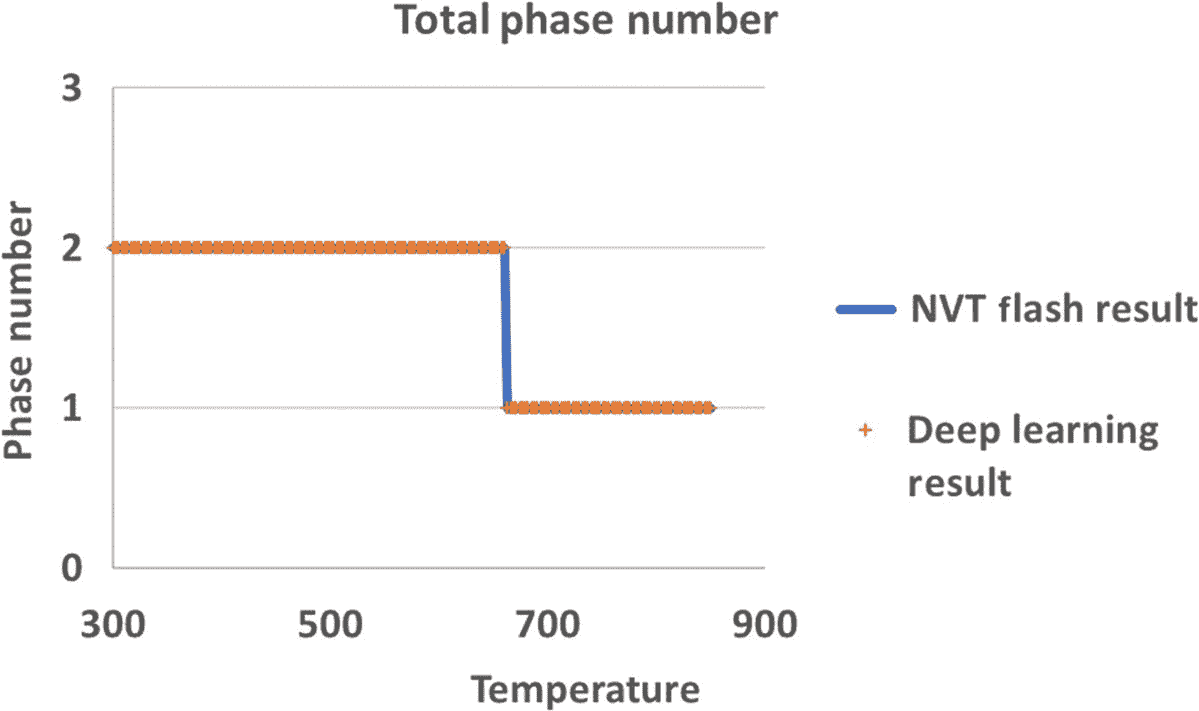 Total phase number
3
2
1
0
Phase number
300 500 700 900
Temperature
NVT flash result
Deep learning
result